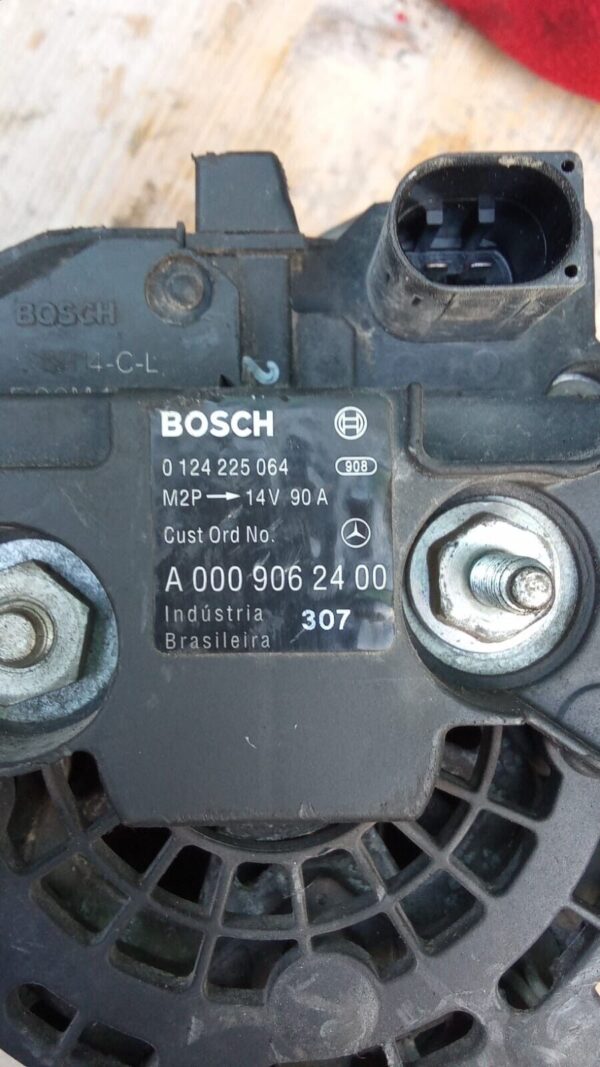 BOSCH
4-C-L
BOSCH
0 124 225 064 908
M2P → 14V 90 A
Cust Ord No.
A 000 906 24 00
Indústria 307
Brasileira